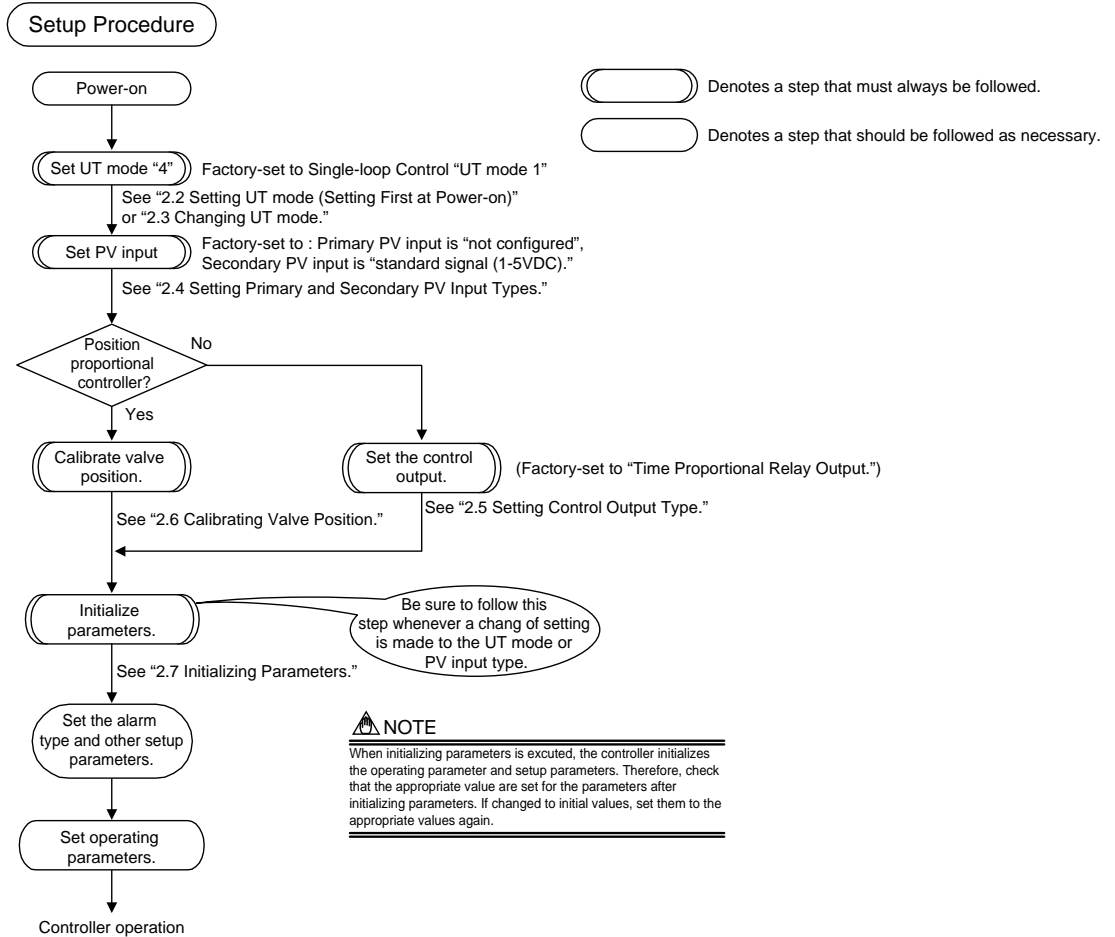 Setup Procedure
Power-on
Denotes a step that must always be followed.
Denotes a step that should be followed as necessary.
Set UT mode “4”
Factory-set to Single-loop Control “UT mode 1”
See “2.2 Setting UT mode (Setting First at Power-on)”
or “2.3 Changing UT mode.”
Set PV input
Factory-set to : Primary PV input is “not configured”,
Secondary PV input is “standard signal (1-5VDC).”
See “2.4 Setting Primary and Secondary PV Input Types.”
Position
proportional
controller?
No
Yes
Calibrate valve
position.
Set the control
output.
(Factory-set to “Time Proportional Relay Output.”)
See “2.6 Calibrating Valve Position.”
See “2.5 Setting Control Output Type.”
Initialize
parameters.
Be sure to follow this
step whenever a chang of setting
is made to the UT mode or
PV input type.
See “2.7 Initializing Parameters.”
Set the alarm
type and other setup
parameters.
NOTE
When initializing parameters is excuted, the controller initializes
the operating parameter and setup parameters. Therefore, check
that the appropriate value are set for the parameters after
initializing parameters. If changed to initial values, set them to the
appropriate values again.
Set operating
parameters.
Controller operation